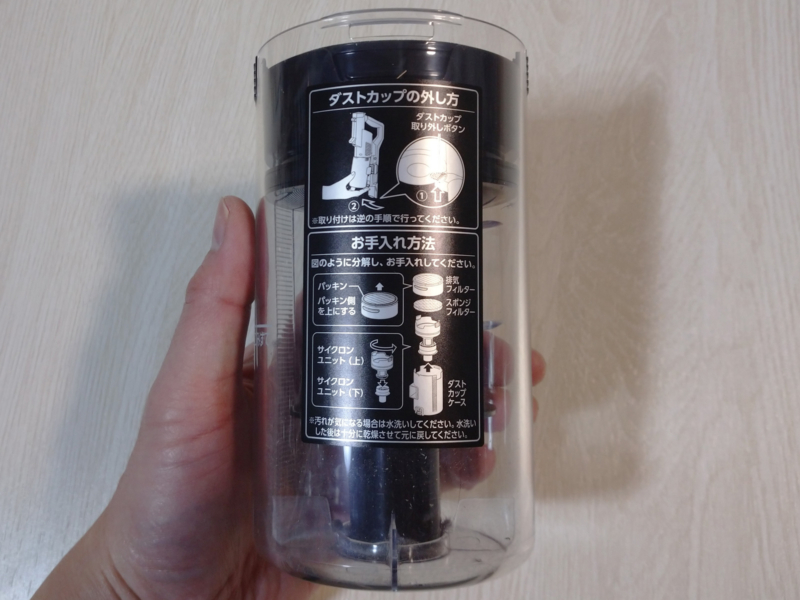 ダストカップの外し方
ダストカップ
取り外しボタン
①
②
※取り付けは逆の手順で行ってください。
お手入れ方法
図のように分解し、お手入れしてください。
パッキン
パッキン側
を上にする
排気
フィルター
スポンジ
フィルター
サイクロン
ユニット（上）
サイクロン
ユニット（下）
ダスト
カップ
ケース
※汚れが気になる場合は水洗いしてください。水洗い
した後は十分に乾燥させて元に戻してください。